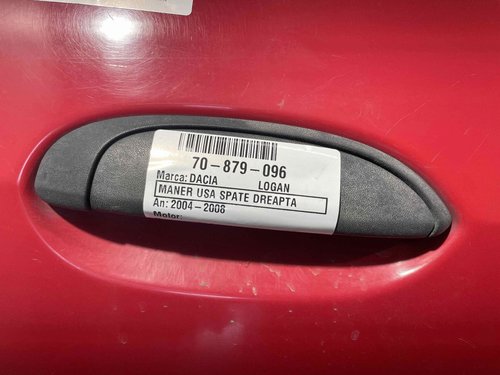 70-879-096
Marca: DACIA LOGAN
MANER USA SPATE DREAPTA
An: 2004-2008
Motor: